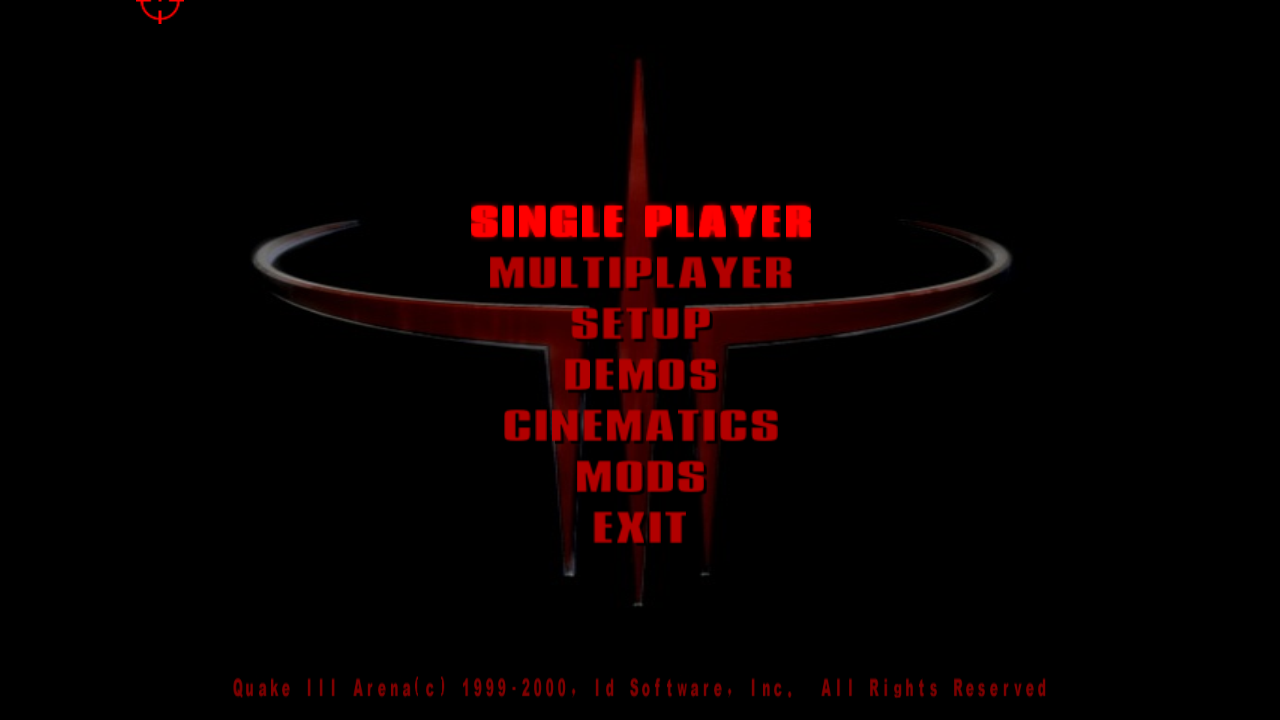 SINGLE PLAYER
MULTIPLAYER
SETUP
DEMOS
CINEMATICS
MODS
EXIT
Quake III Arena(c) 1999-2000, Id Software, Inc.  All Rights Reserved